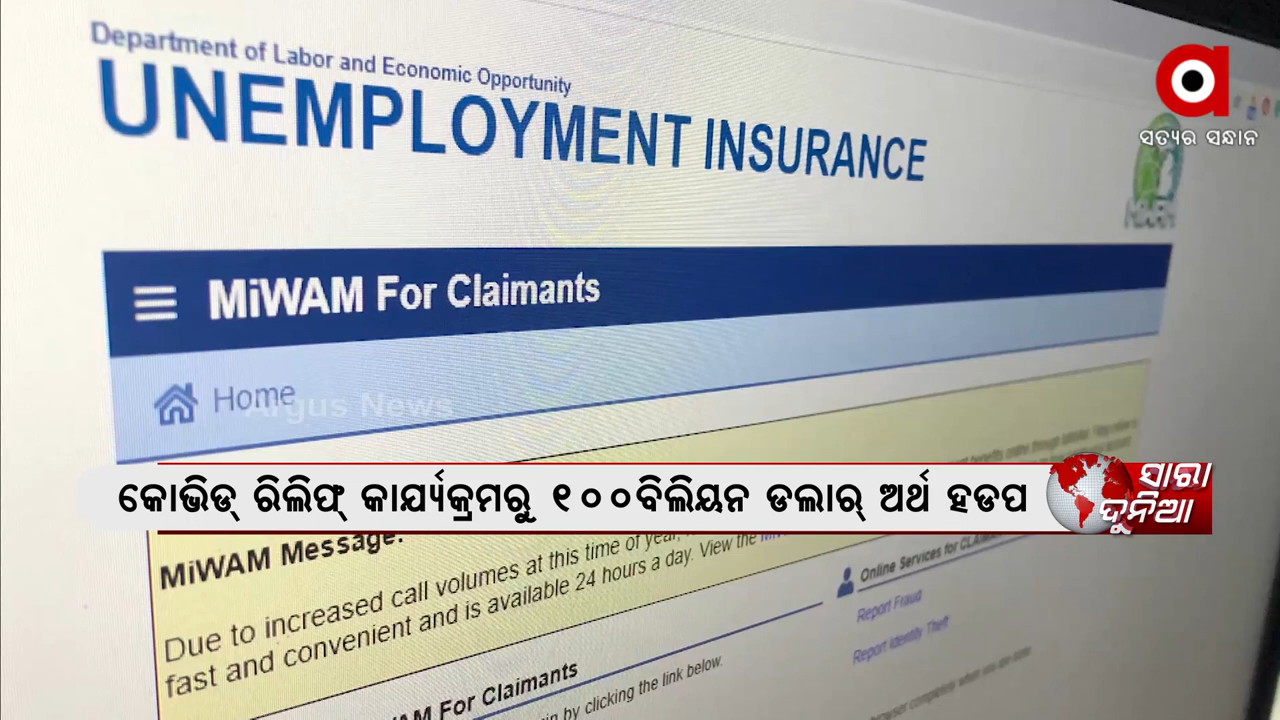 Department of Labor and Economic Opportunity
UNEMPLOYMENT INSURANCE
ସତ୍ୟର ସନ୍ଧାନ
MiWAM For Claimants
Home
Argus News
କୋଭିଡ୍ ରିଲିଫ୍ କାର୍ଯ୍ୟକ୍ରମରୁ ୧୦୦ବିଲିୟନ ଡଲାର୍ ଅର୍ଥ ହଡପ
ସାରା
ଦୁନିଆ
MiWAM Message:
Due to increased call volumes at this time of year,
fast and convenient and is available 24 hours a day. View the
Online Services for
Report Fraud
Report Identity Theft
For Claimants
by clicking the link below.